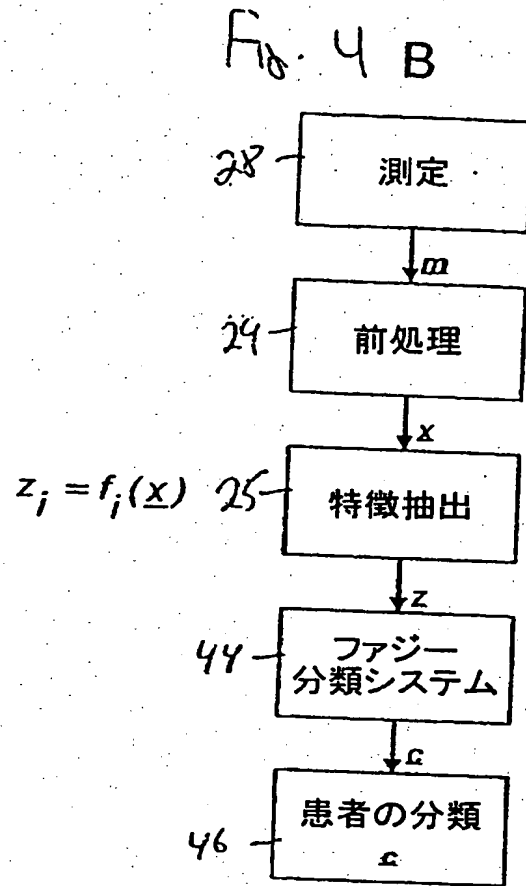 Fig. 4 B
28
測定
m
24
前処理
x
z_i = f_i(x) 25
特徴抽出
z
44
ファジー
分類システム
c
患者の分類
46
c